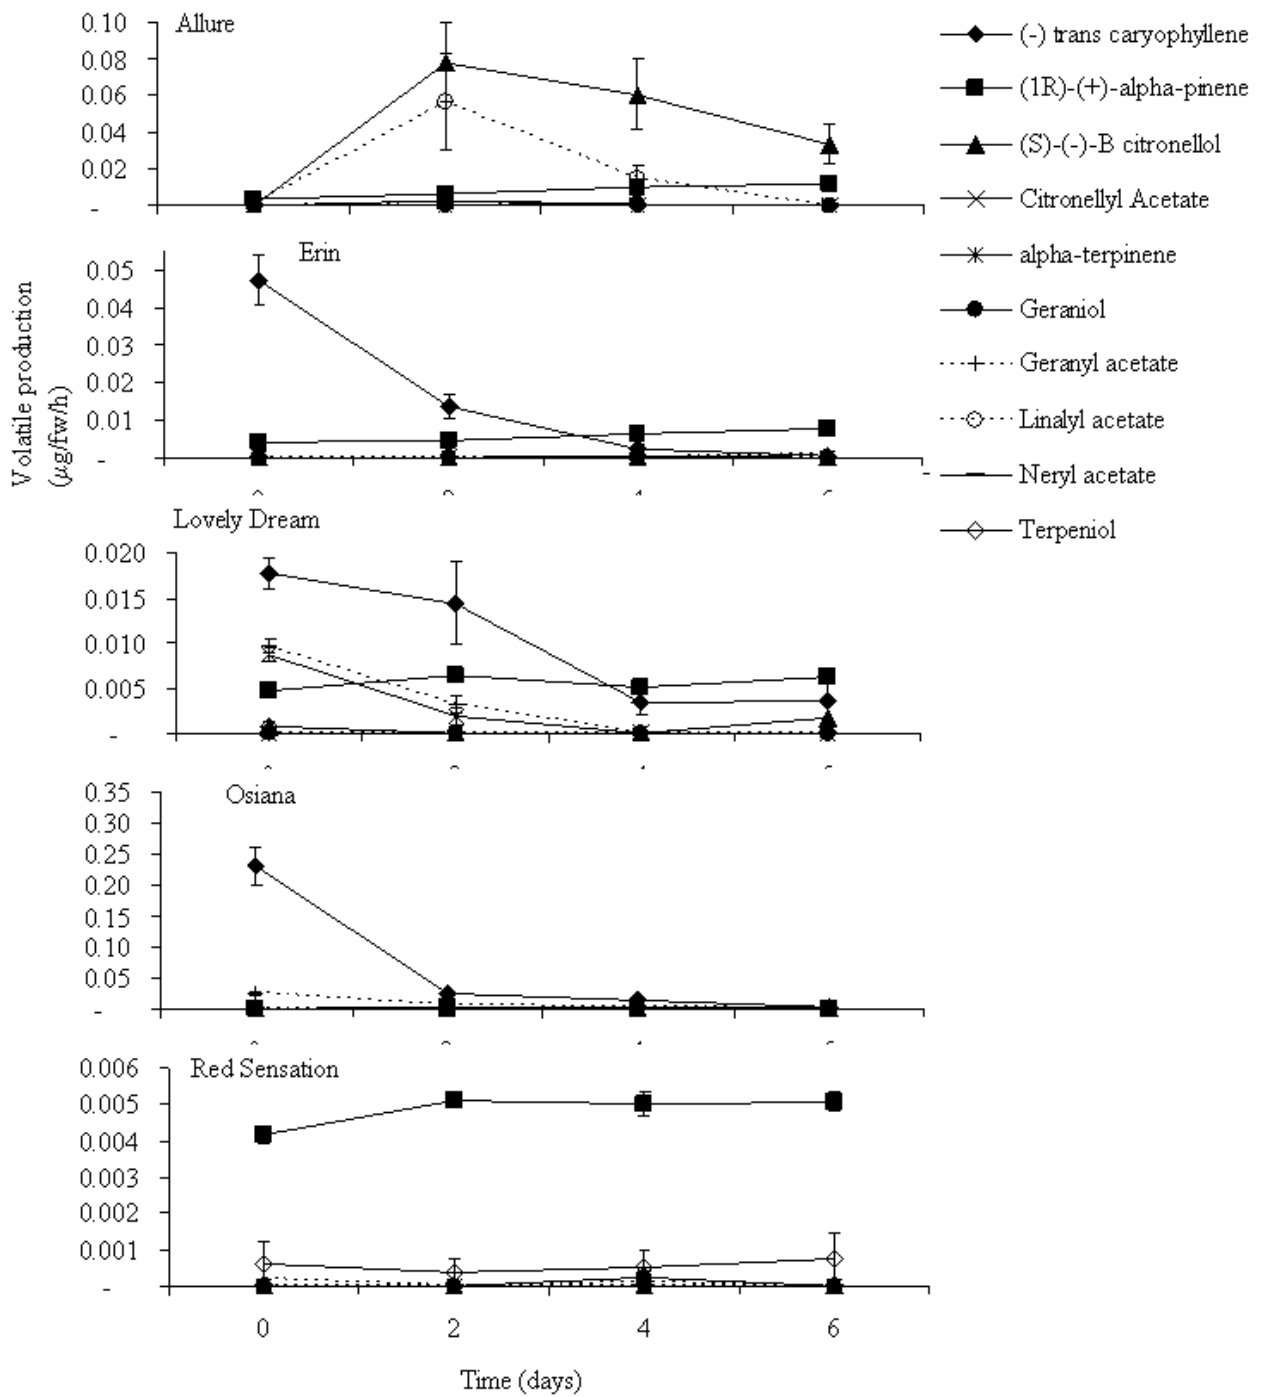 Allure
0.10
0.08
0.06
0.04
0.02
-
Erin
0.05
0.04
0.03
0.02
0.01
-
Lovely Dream
0.020
0.015
0.010
0.005
-
Osiana
0.35
0.30
0.25
0.20
0.15
0.10
0.05
-
Red Sensation
0.006
0.005
0.004
0.003
0.002
0.001
-
0 2 4 6
Time (days)
Volatile production
(µg/fw/h)
(-) trans caryophyllene
(1R)-(+)-alpha-pinene
(S)-(-)-B citronellol
Citronellyl Acetate
alpha-terpinene
Geraniol
Geranyl acetate
Linalyl acetate
Neryl acetate
Terpeniol